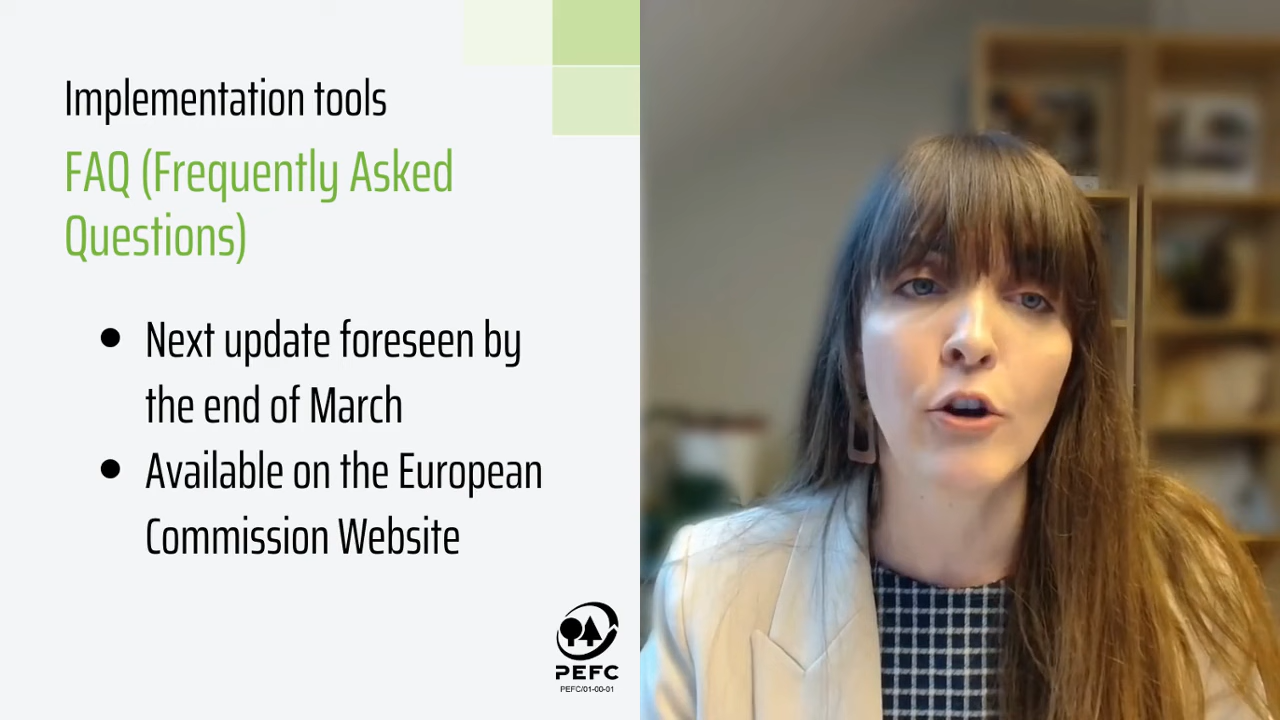 Implementation tools
FAQ (Frequently Asked
Questions)
● Next update foreseen by
the end of March
● Available on the European
Commission Website
PEFC
PEFC/01-00-01